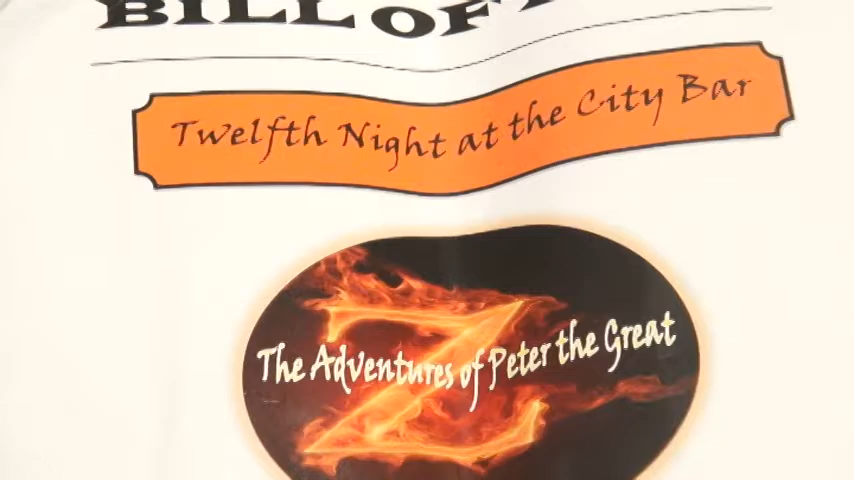 BILL OF
Twelfth Night at the City Bar
Z
The Adventures of Peter the Great